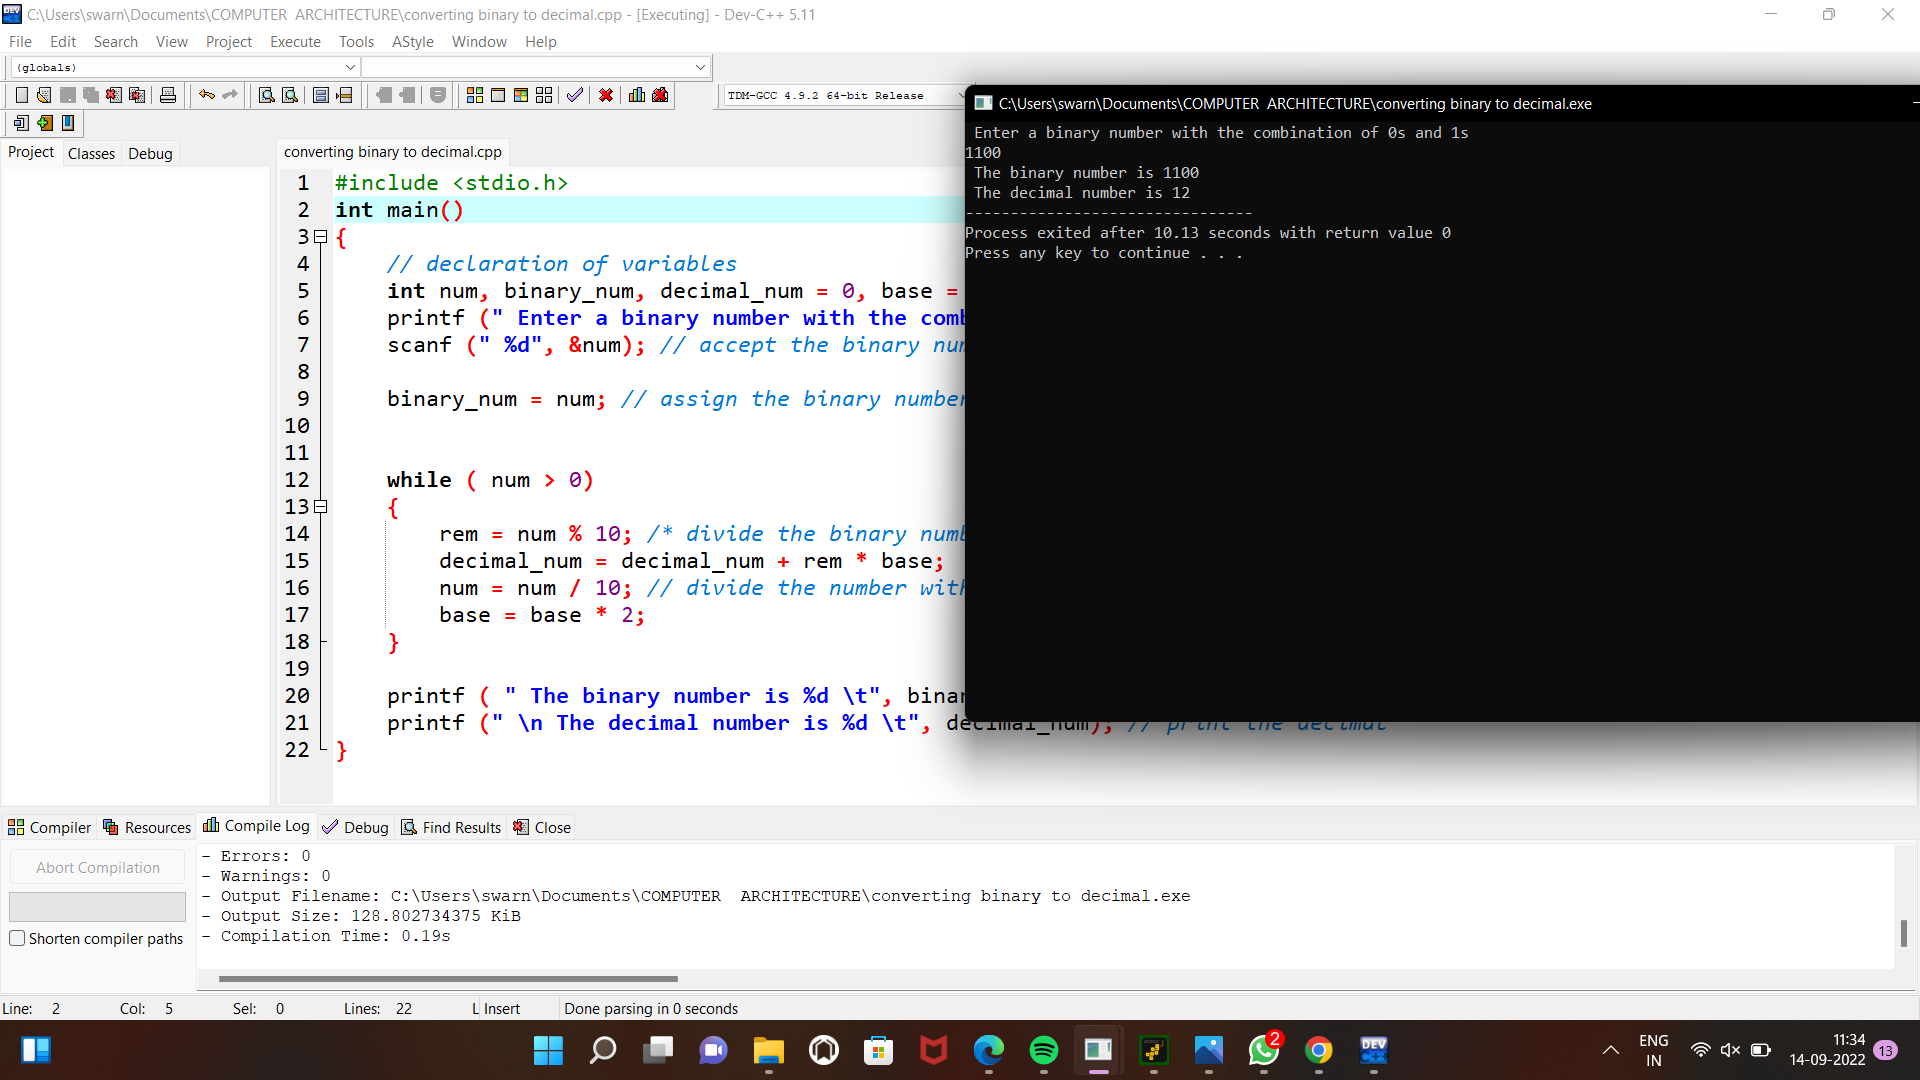 C:\Users\swarn\Documents\COMPUTER  ARCHITECTURE\converting binary to decimal.cpp - [Executing] - Dev-C++ 5.11
File Edit Search View Project Execute Tools AStyle Window Help
(globals)
TDM-GCC 4.9.2 64-bit Release
Project Classes Debug
converting binary to decimal.cpp
1 #include <stdio.h>
2 int main()
3 {
4 // declaration of variables
5 int num, binary_num, decimal_num = 0, base =
6 printf (" Enter a binary number with the
7 scanf (" %d", &num); // accept the binary
8
9 binary_num = num; // assign the binary number
10
11
12 while ( num > 0)
13 {
14 rem = num % 10; /* divide the binary
15 decimal_num = decimal_num + rem * base;
16 num = num / 10; // divide the number with
17 base = base * 2;
18 }
19
20 printf ( " The binary number is %d \t",
21 printf (" \n The decimal number is %d \t", decimal_num); // print the decimal
22 }
C:\Users\swarn\Documents\COMPUTER  ARCHITECTURE\converting binary to decimal.exe
Enter a binary number with the combination of 0s and 1s
1100
The binary number is 1100
The decimal number is 12
--------------------------------
Process exited after 10.13 seconds with return value 0
Press any key to continue . . .
Compiler Resources Compile Log Debug Find Results Close
Abort Compilation
Shorten compiler paths
- Errors: 0
- Warnings: 0
- Output Filename: C:\Users\swarn\Documents\COMPUTER  ARCHITECTURE\converting binary to decimal.exe
- Output Size: 128.802734375 KiB
- Compilation Time: 0.19s
Line: 2 Col: 5 Sel: 0 Lines: 22 L Insert Done parsing in 0 seconds
2
DEV C++
ENG
IN
11:34
14-09-2022
13